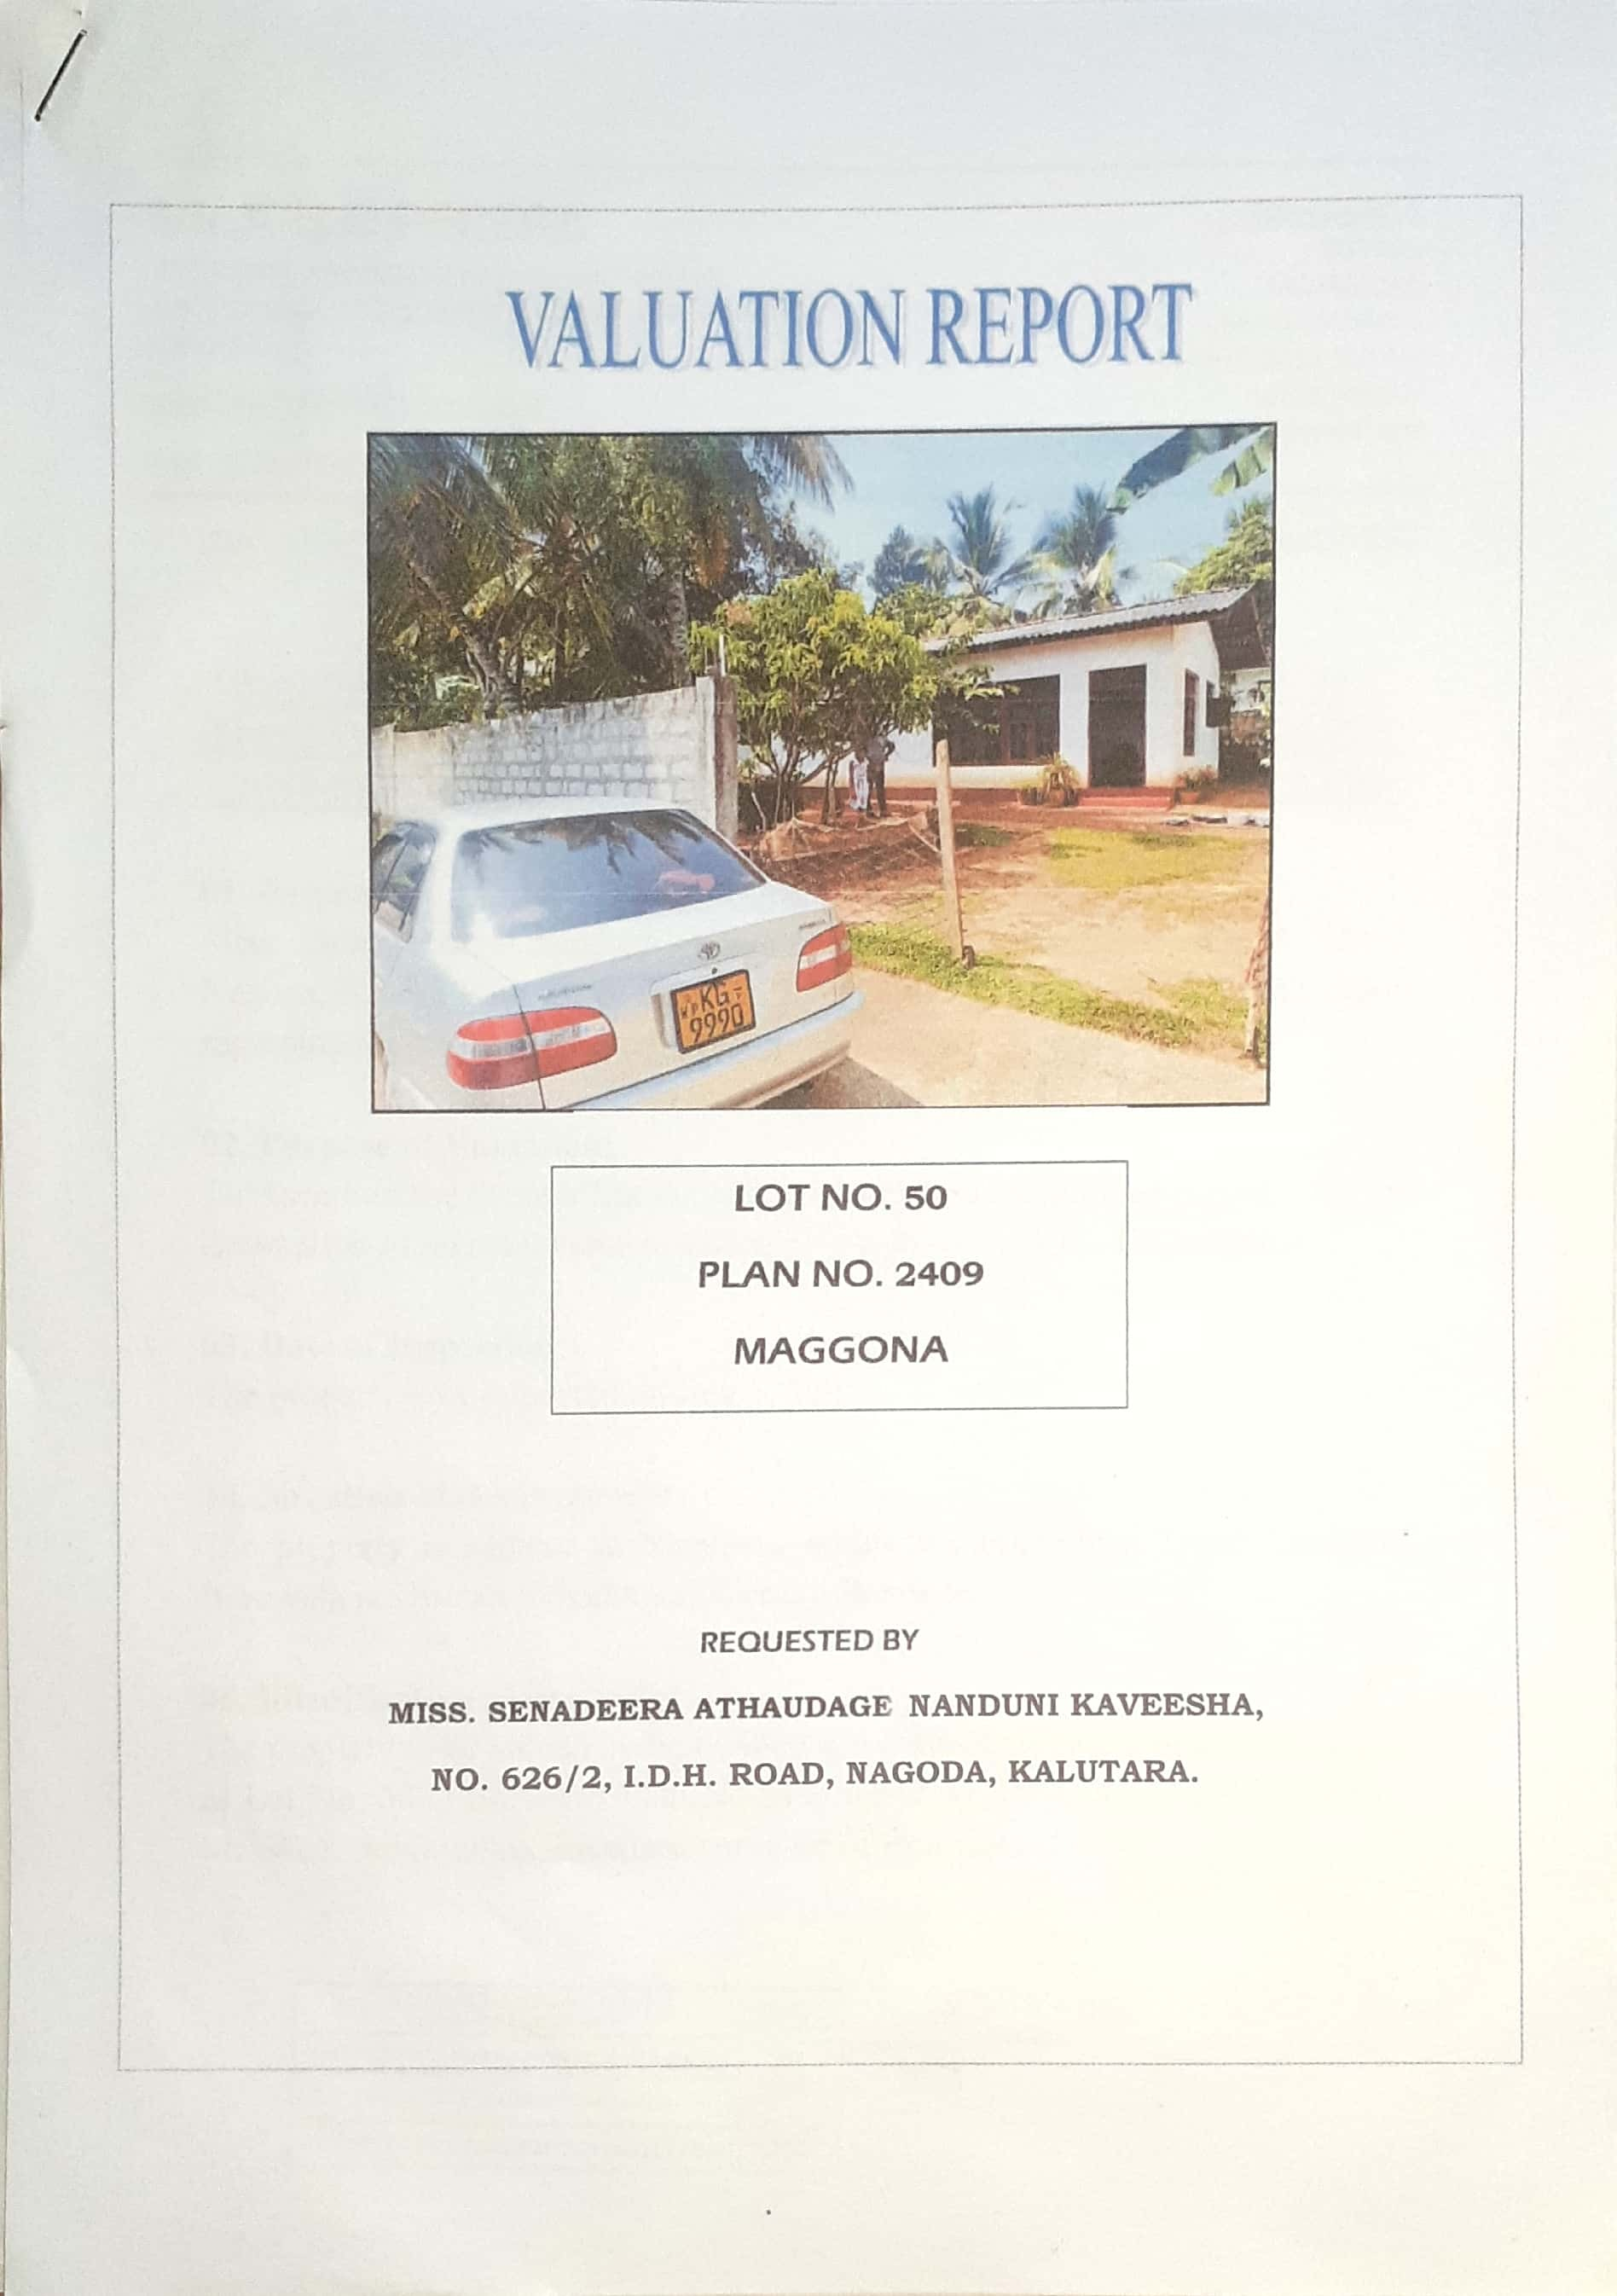 VALUATION REPORT
KG
9990
LOT NO. 50
PLAN NO. 2409
MAGGONA
REQUESTED BY
MISS. SENADEERA ATHAUDAGE NANDUNI KAVEESHA,
NO. 626/2, I.D.H. ROAD, NAGODA, KALUTARA.